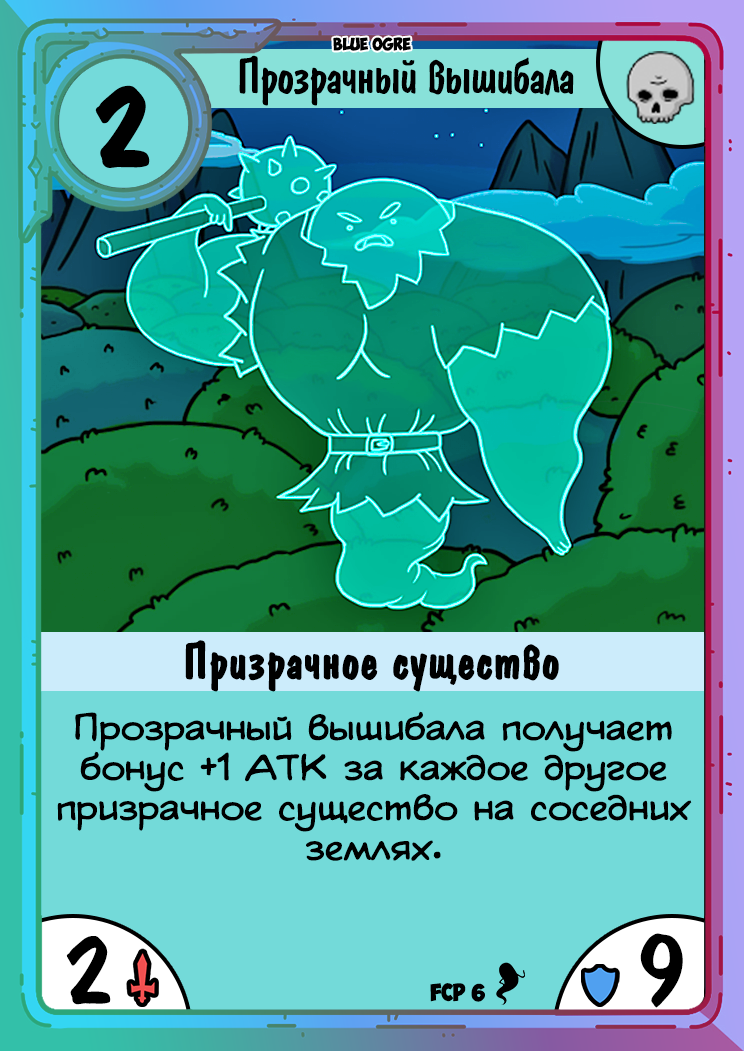 BLUE OGRE
2
Прозрачный Вышибала
Призрачное существо
Прозрачный вышибала получает
бонус +1 АТК за каждое другое
призрачное существо на соседних
землях.
2
FCP 6
9